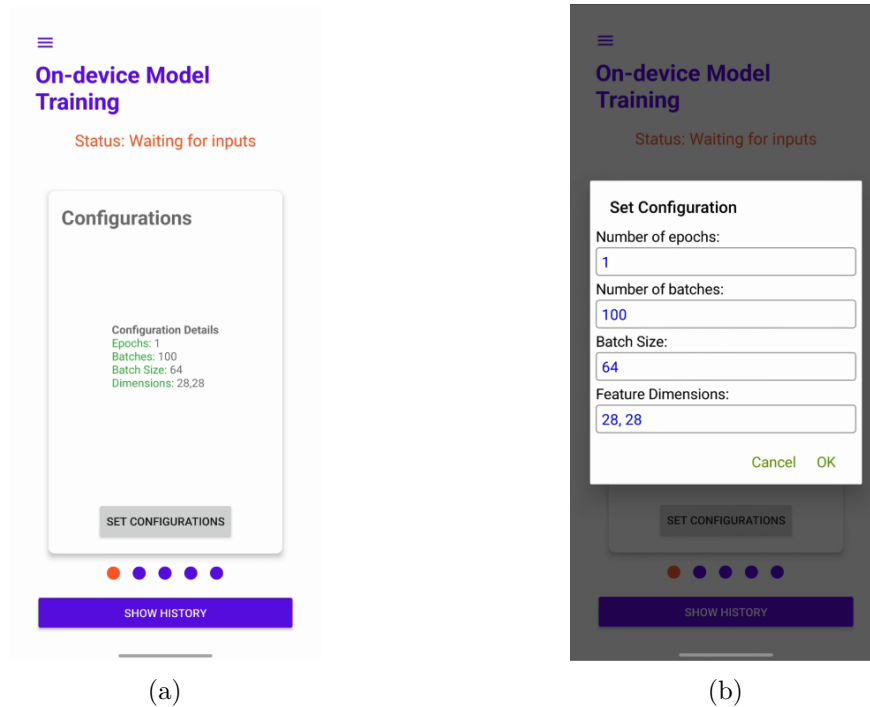 On-device Model
Training
Status: Waiting for inputs
Configurations
Configuration Details
Epochs: 1
Batches: 100
Batch Size: 64
Dimensions: 28,28
SET CONFIGURATIONS
SHOW HISTORY
(a)
On-device Model
Training
Status: Waiting for inputs
Set Configuration
Number of epochs:
1
Number of batches:
100
Batch Size:
64
Feature Dimensions:
28, 28
Cancel OK
SET CONFIGURATIONS
SHOW HISTORY
(b)